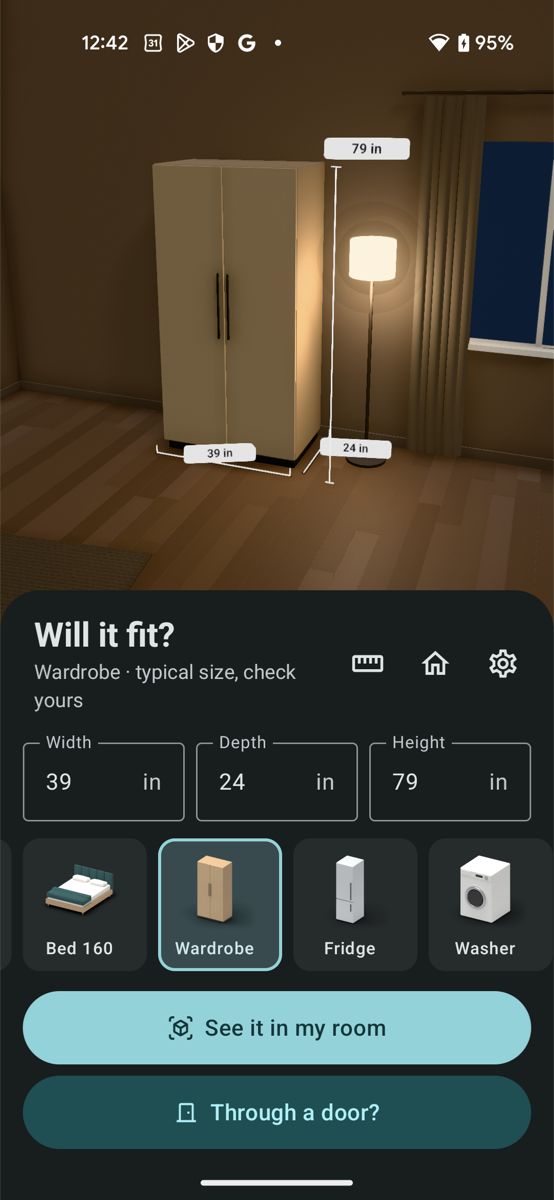 12:42
31
G
95%
79 in
39 in
24 in
Will it fit?
Wardrobe · typical size, check
yours
Width
Depth
Height
39 in
24 in
79 in
Bed 160
Wardrobe
Fridge
Washer
See it in my room
Through a door?